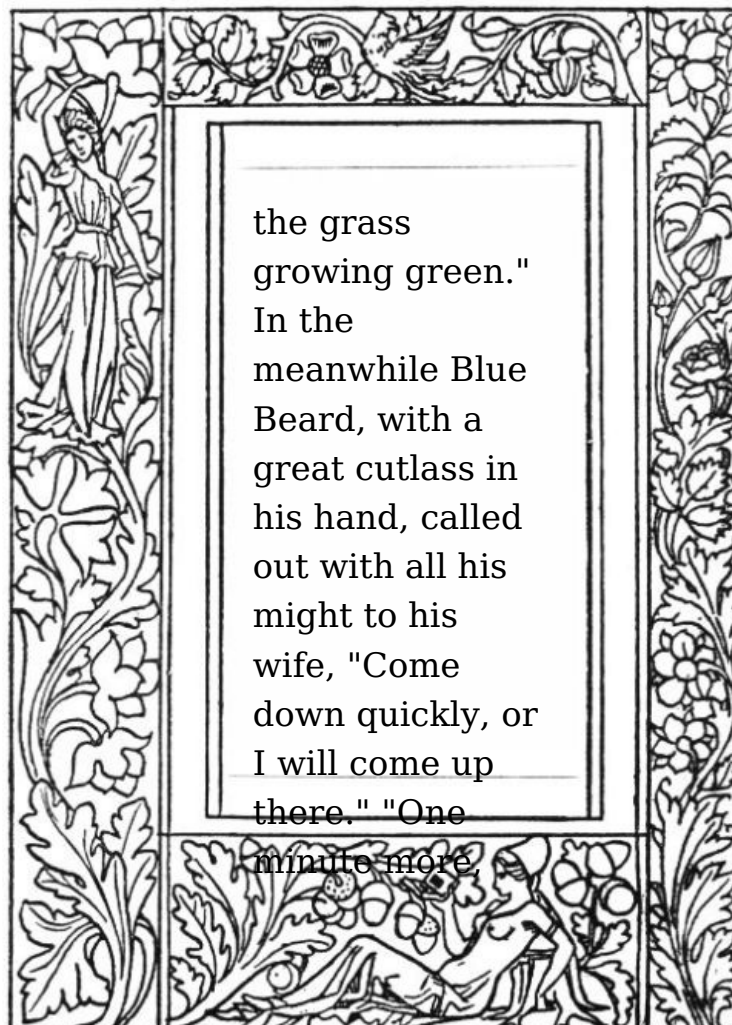 the grass
growing green."
In the
meanwhile Blue
Beard, with a
great cutlass in
his hand, called
out with all his
might to his
wife, "Come
down quickly, or
I will come up
there." "One
minute more,